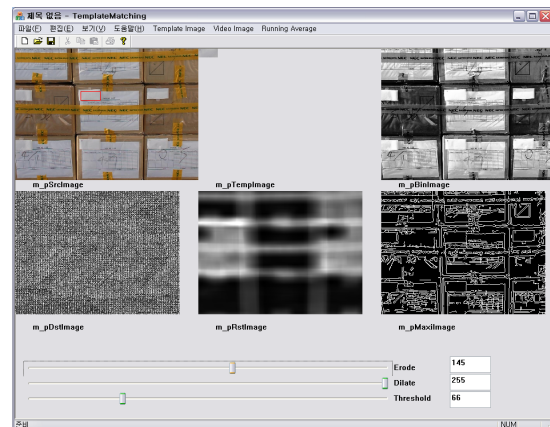 제목 없음 - TemplateMatching
파일(F) 편집(E) 보기(V) 도움말(H) Template Image Video Image Running Average
m_pSrcImage m_pTempImage m_pBinImage
m_pDstImage m_pRstImage m_pMaxiImage
Erode 145
Dilate 255
Threshold 66
준비 NUM